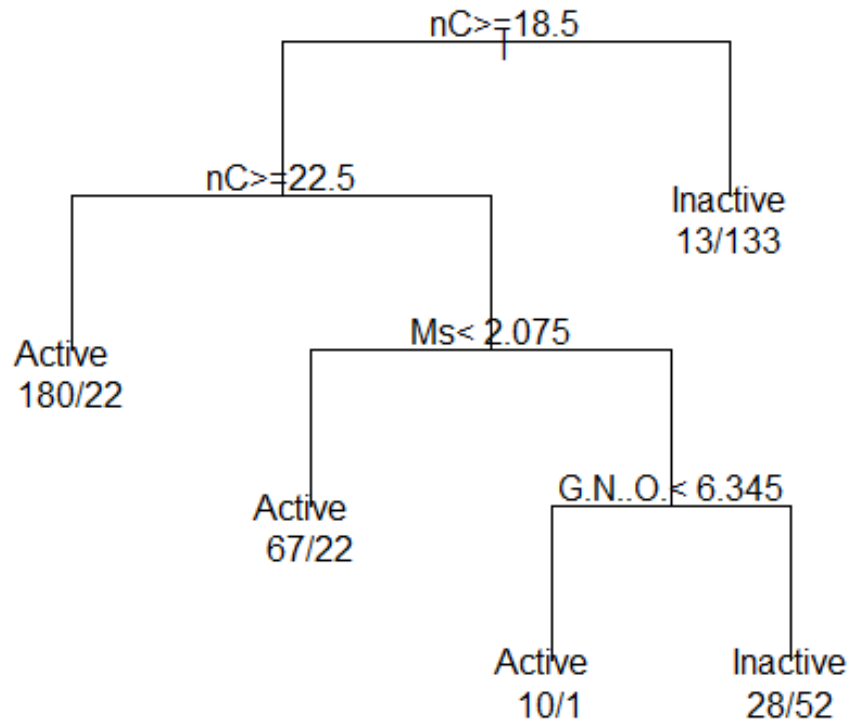 nC>=18.5
nC>=22.5
Inactive
13/133
Ms< 2.075
Active
180/22
G.N..O.< 6.345
Active
67/22
Active
10/1
Inactive
28/52